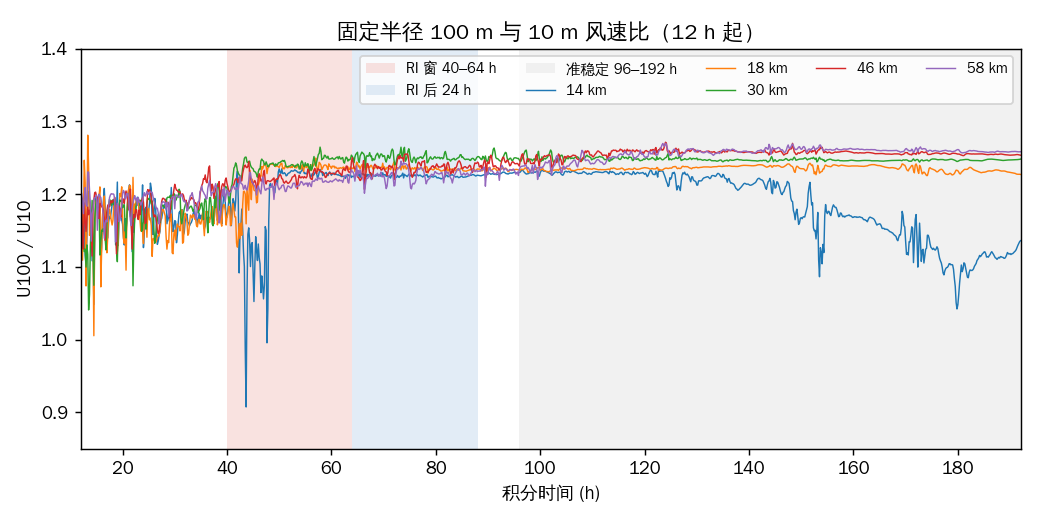 固定半径 100 m 与 10 m 风速比（12 h 起）
U100 / U10
1.4
1.3
1.2
1.1
1.0
0.9
RI 窗 40–64 h
RI 后 24 h
准稳定 96–192 h
14 km
18 km
30 km
46 km
58 km
20 40 60 80 100 120 140 160 180
积分时间 (h)